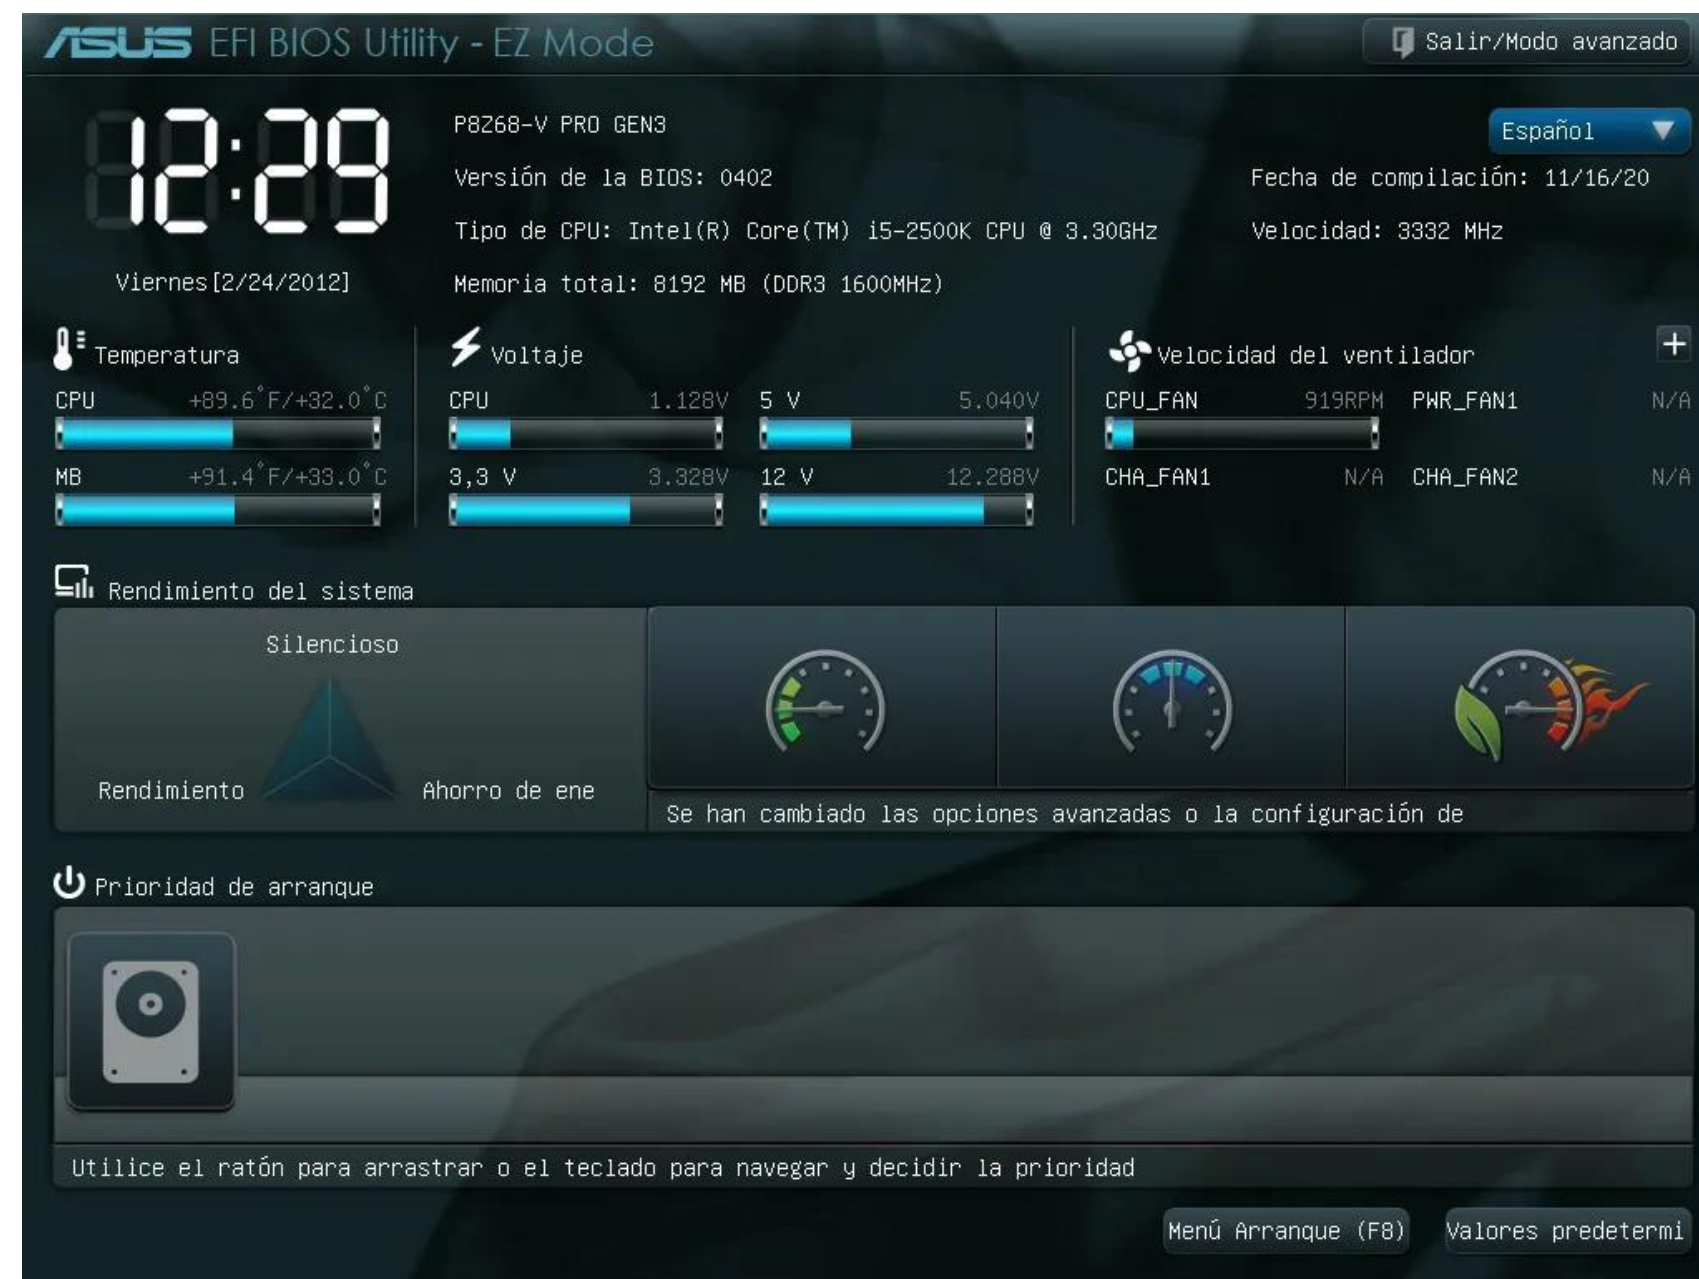 ASUS EFI BIOS Utility - EZ Mode
Salir/Modo avanzado
12:29
Viernes[2/24/2012]
P8Z68-V PRO GEN3
Español
Versión de la BIOS: 0402
Fecha de compilación: 11/16/20
Tipo de CPU: Intel(R) Core(TM) i5-2500K CPU @ 3.30GHz
Velocidad: 3332 MHz
Memoria total: 8192 MB (DDR3 1600MHz)
Temperatura
CPU +89.6°F/+32.0°C
MB +91.4°F/+33.0°C
Voltaje
CPU 1.128V 5 V 5.040V
3,3 V 3.328V 12 V 12.288V
Velocidad del ventilador
CPU_FAN 919RPM PWR_FAN1 N/A
CHA_FAN1 N/A CHA_FAN2 N/A
Rendimiento del sistema
Silencioso
Rendimiento
Ahorro de ene
Se han cambiado las opciones avanzadas o la configuración de
Prioridad de arranque
Utilice el ratón para arrastrar o el teclado para navegar y decidir la prioridad
Menú Arranque (F8)
Valores predetermi